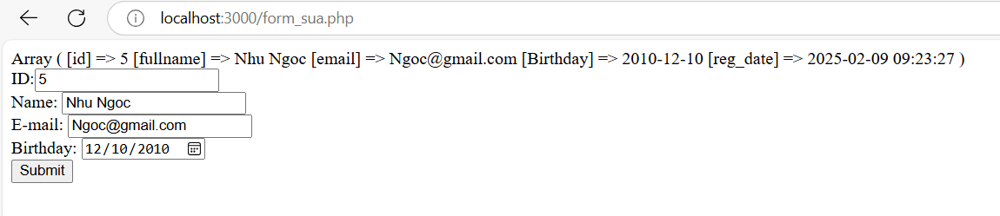 localhost:3000/form_sua.php
Array ( [id] => 5 [fullname] => Nhu Ngoc [email] => Ngoc@gmail.com [Birthday] => 2010-12-10 [reg_date] => 2025-02-09 09:23:27 )
ID: 5
Name: Nhu Ngoc
E-mail: Ngoc@gmail.com
Birthday: 12/10/2010
Submit